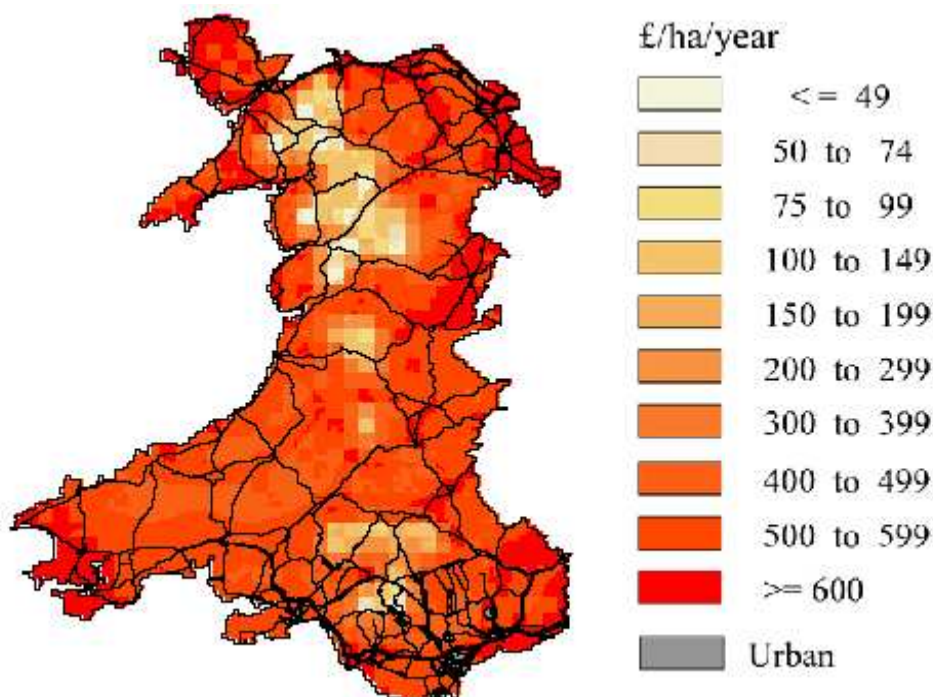 £/ha/year
< = 49
50 to 74
75 to 99
100 to 149
150 to 199
200 to 299
300 to 399
400 to 499
500 to 599
>= 600
Urban